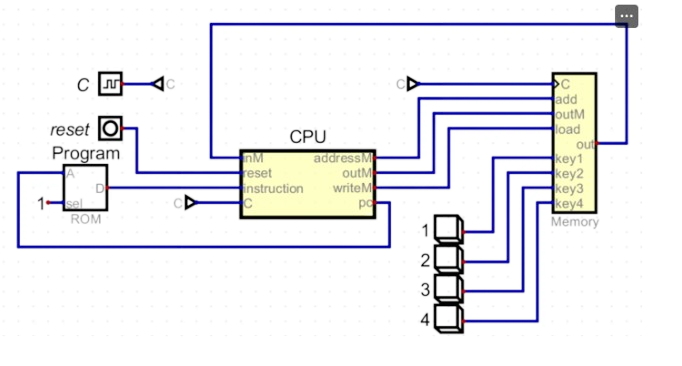 C
C
reset
Program
A
D
1
sel
ROM
C
CPU
inM
reset
instruction
C
addressM
outM
writeM
pc
C
C
add
outM
load
out
key1
key2
key3
key4
Memory
1
2
3
4